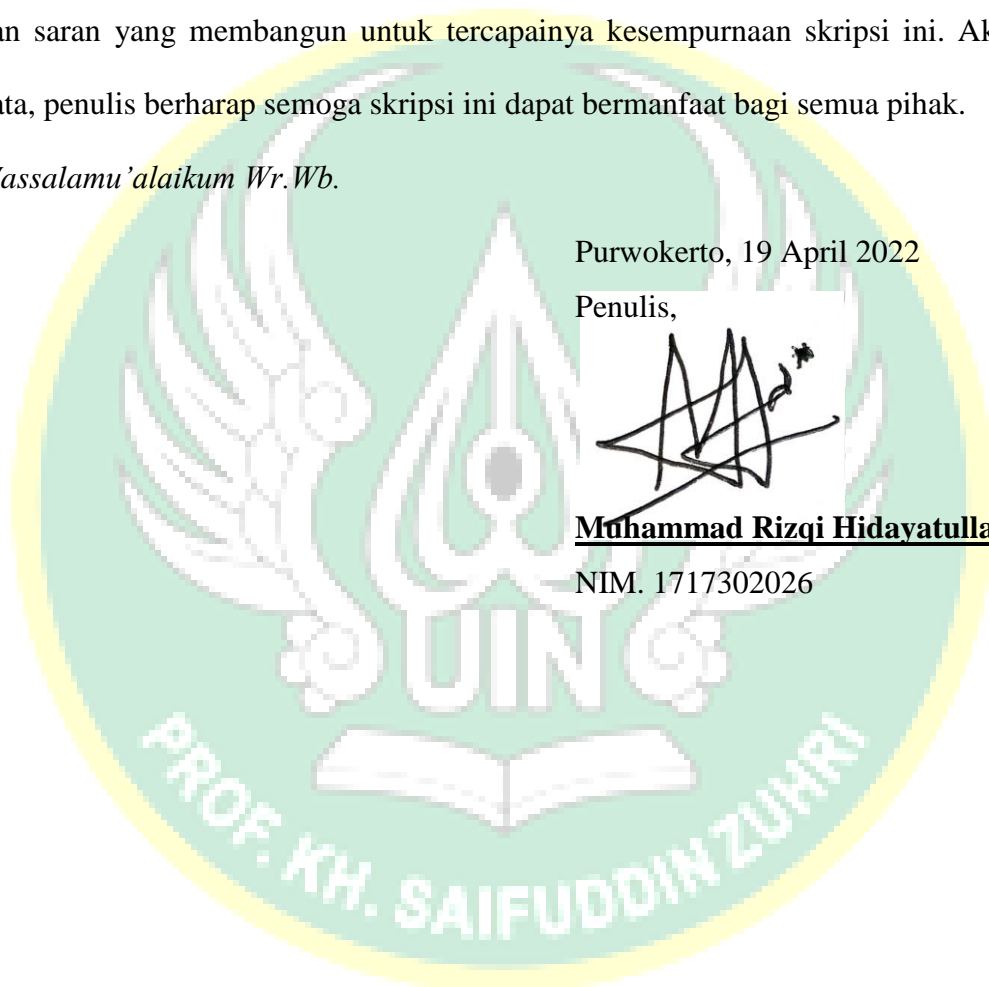 an saran yang membangun untuk tercapainya kesempurnaan skripsi ini. Ak
ata, penulis berharap semoga skripsi ini dapat bermanfaat bagi semua pihak.
assalamu’alaikum Wr.Wb.
Purwokerto, 19 April 2022
Penulis,
Muhammad Rizqi Hidayatulla
NIM. 1717302026
UIN
PROF. KH. SAIFUDDIN ZUHRI